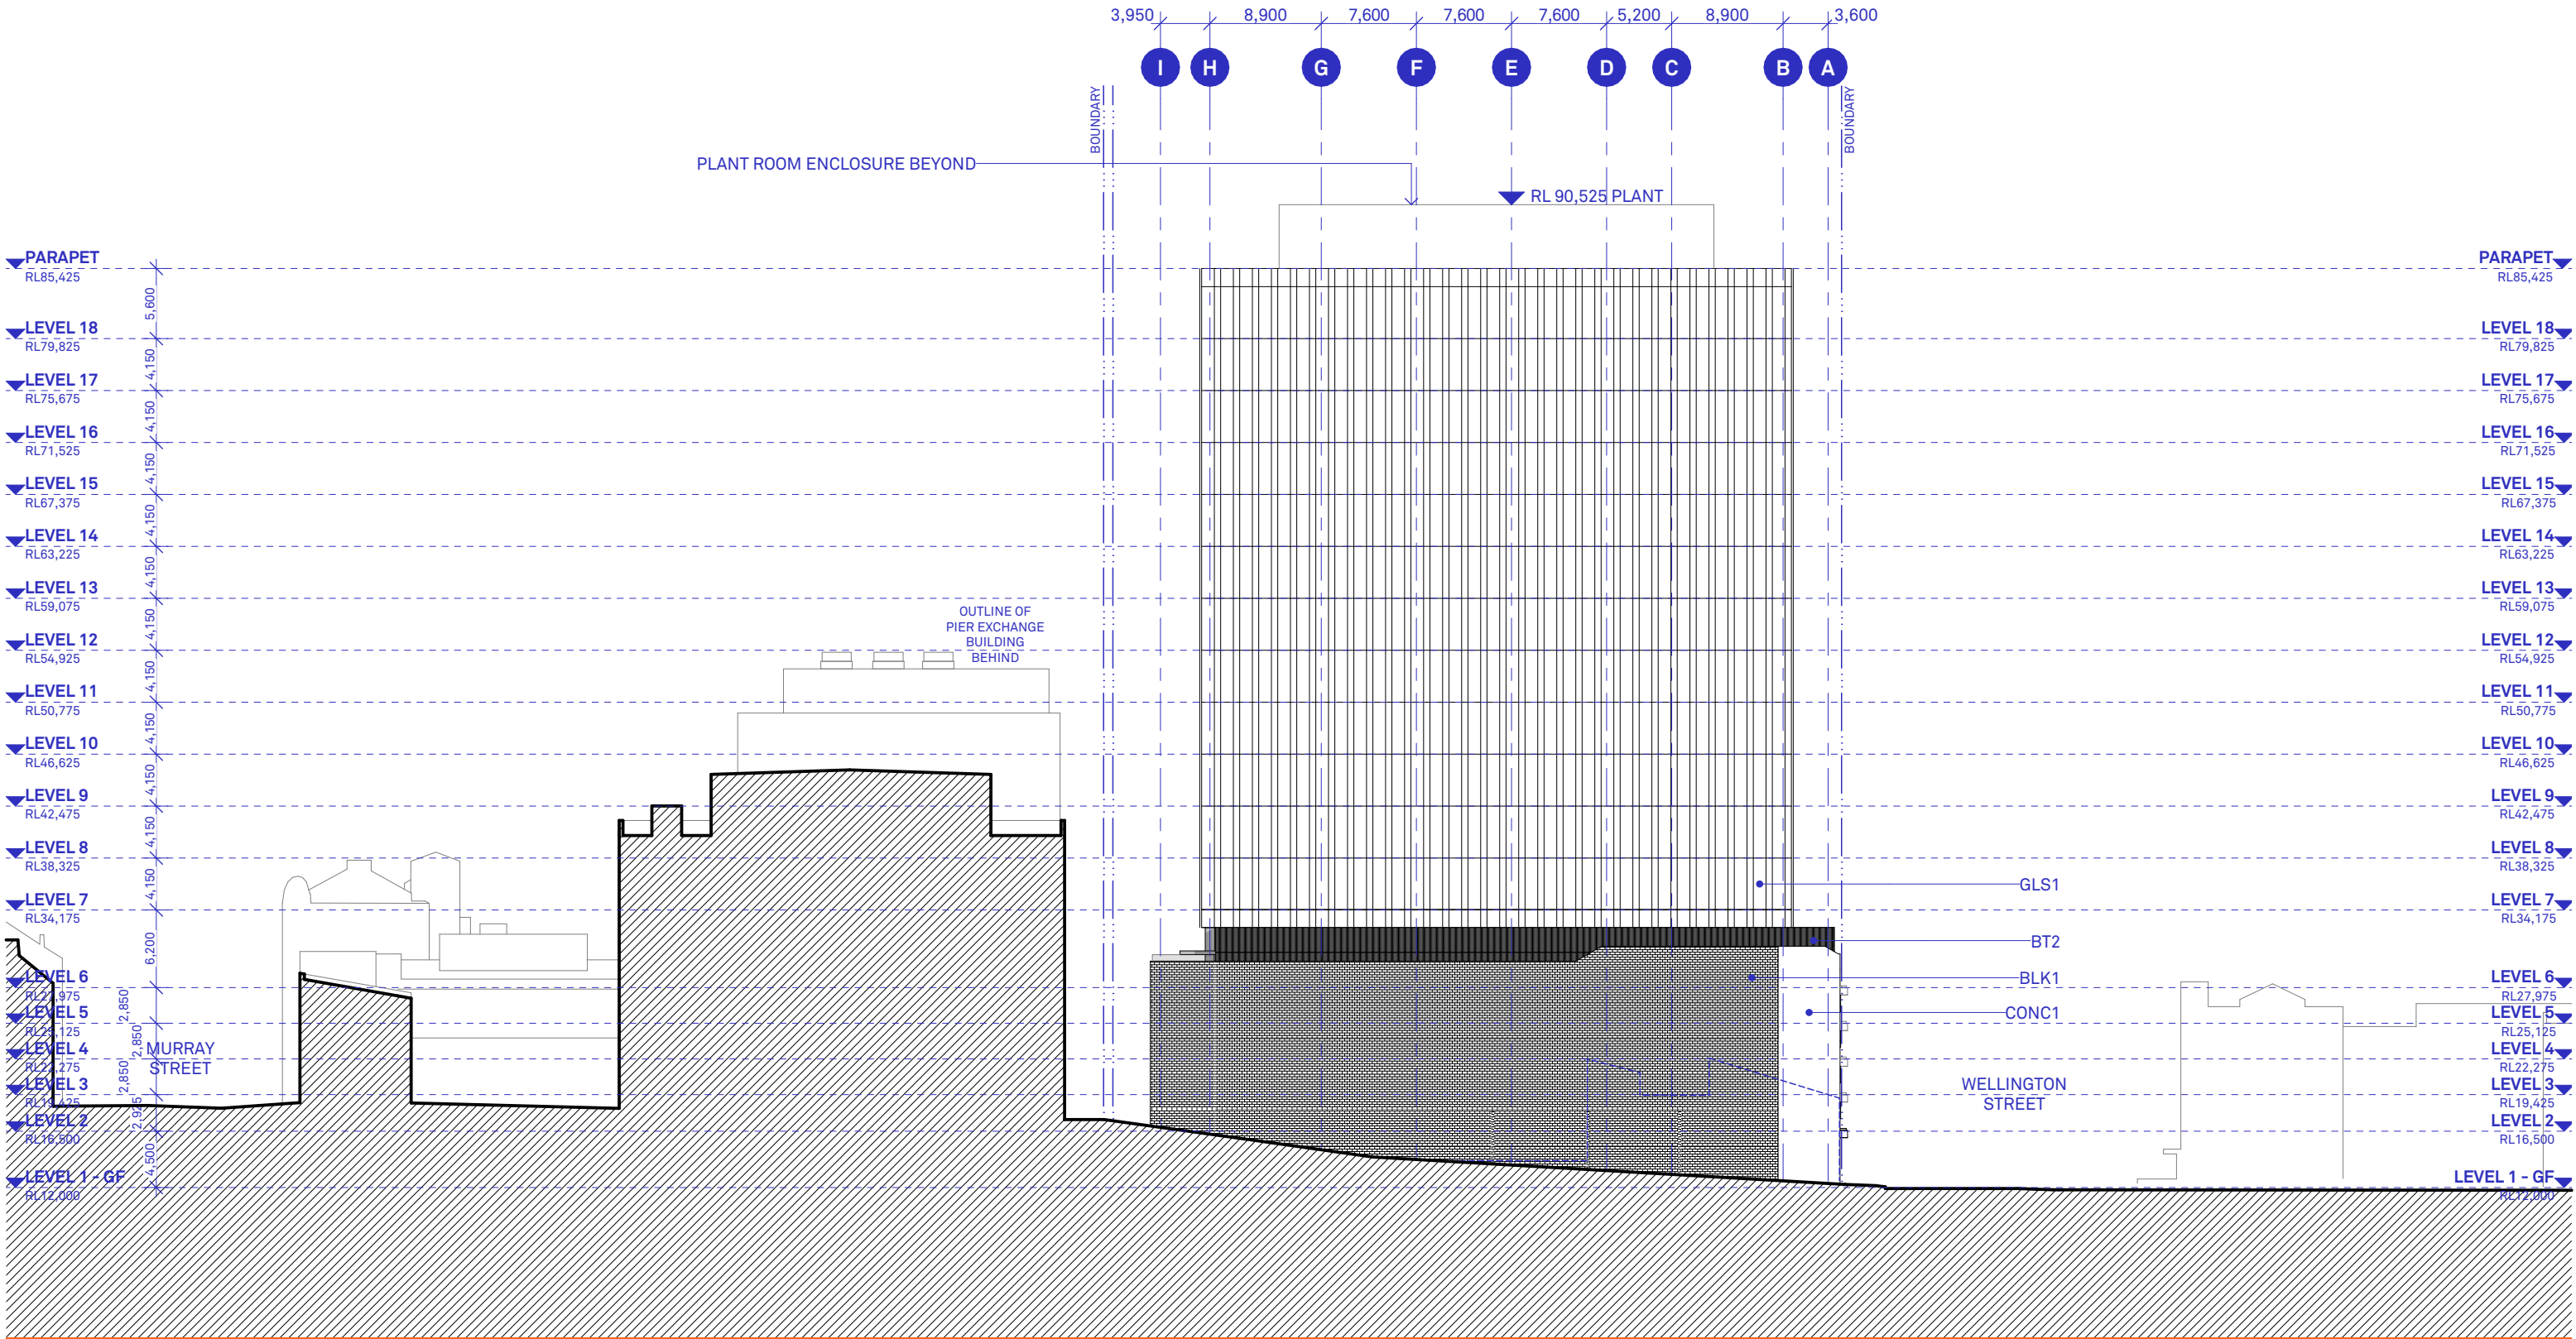 3,950 8,900 7,600 7,600 7,600 5,200 8,900 3,600
I H G F E D C B A
BOUNDARY
BOUNDARY
PLANT ROOM ENCLOSURE BEYOND
RL 90,525 PLANT
PARAPET
RL85,425
5,600
LEVEL 18
RL79,825
4,150
LEVEL 17
RL75,675
4,150
LEVEL 16
RL71,525
4,150
LEVEL 15
RL67,375
4,150
LEVEL 14
RL63,225
4,150
LEVEL 13
RL59,075
4,150
LEVEL 12
RL54,925
4,150
LEVEL 11
RL50,775
4,150
LEVEL 10
RL46,625
4,150
LEVEL 9
RL42,475
4,150
LEVEL 8
RL38,325
4,150
LEVEL 7
RL34,175
6,200
LEVEL 6
RL27,975
2,850
LEVEL 5
RL25,125
2,850
LEVEL 4
RL22,275
2,850
LEVEL 3
RL19,425
2,925
LEVEL 2
RL16,500
4,500
LEVEL 1 - GF
RL12,000
MURRAY
STREET
OUTLINE OF
PIER EXCHANGE
BUILDING
BEHIND
GLS1
BT2
BLK1
CONC1
WELLINGTON
STREET
PARAPET
RL85,425
LEVEL 18
RL79,825
LEVEL 17
RL75,675
LEVEL 16
RL71,525
LEVEL 15
RL67,375
LEVEL 14
RL63,225
LEVEL 13
RL59,075
LEVEL 12
RL54,925
LEVEL 11
RL50,775
LEVEL 10
RL46,625
LEVEL 9
RL42,475
LEVEL 8
RL38,325
LEVEL 7
RL34,175
LEVEL 6
RL27,975
LEVEL 5
RL25,125
LEVEL 4
RL22,275
LEVEL 3
RL19,425
LEVEL 2
RL16,500
LEVEL 1 - GF
RL12,000